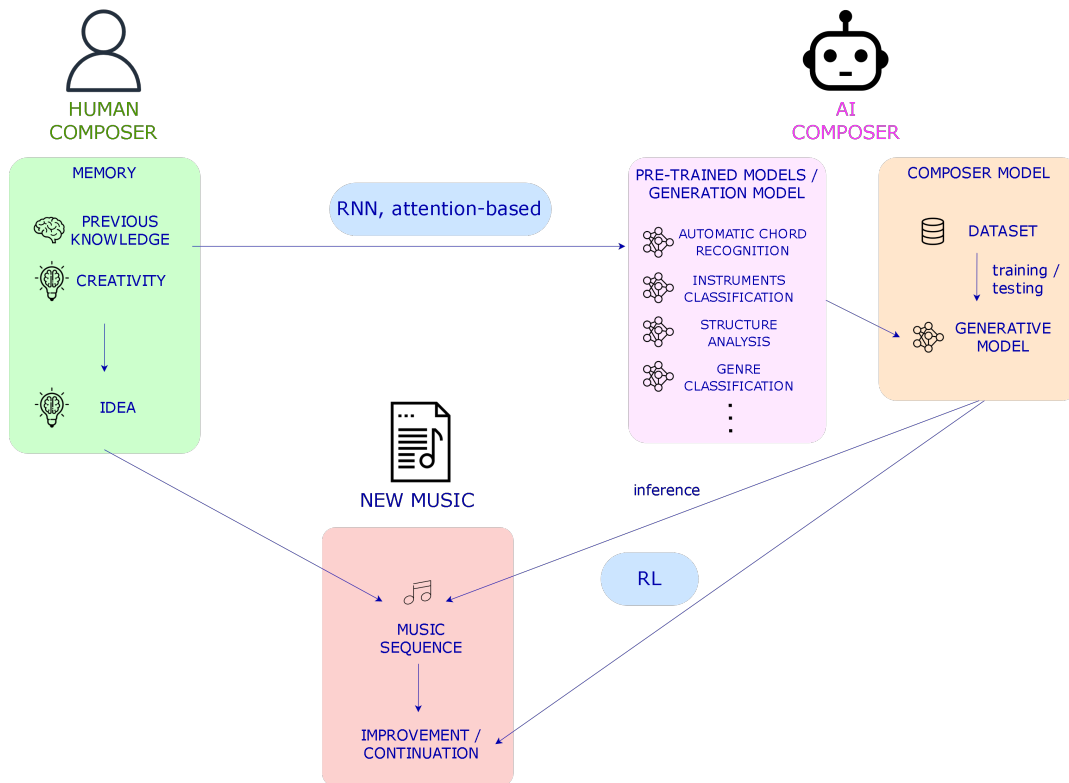 HUMAN
COMPOSER
AI
COMPOSER
MEMORY
PREVIOUS
KNOWLEDGE
CREATIVITY
IDEA
RNN, attention-based
PRE-TRAINED MODELS /
GENERATION MODEL
AUTOMATIC CHORD
RECOGNITION
INSTRUMENTS
CLASSIFICATION
STRUCTURE
ANALYSIS
GENRE
CLASSIFICATION
COMPOSER MODEL
DATASET
training /
testing
GENERATIVE
MODEL
NEW MUSIC
inference
RL
MUSIC
SEQUENCE
IMPROVEMENT /
CONTINUATION